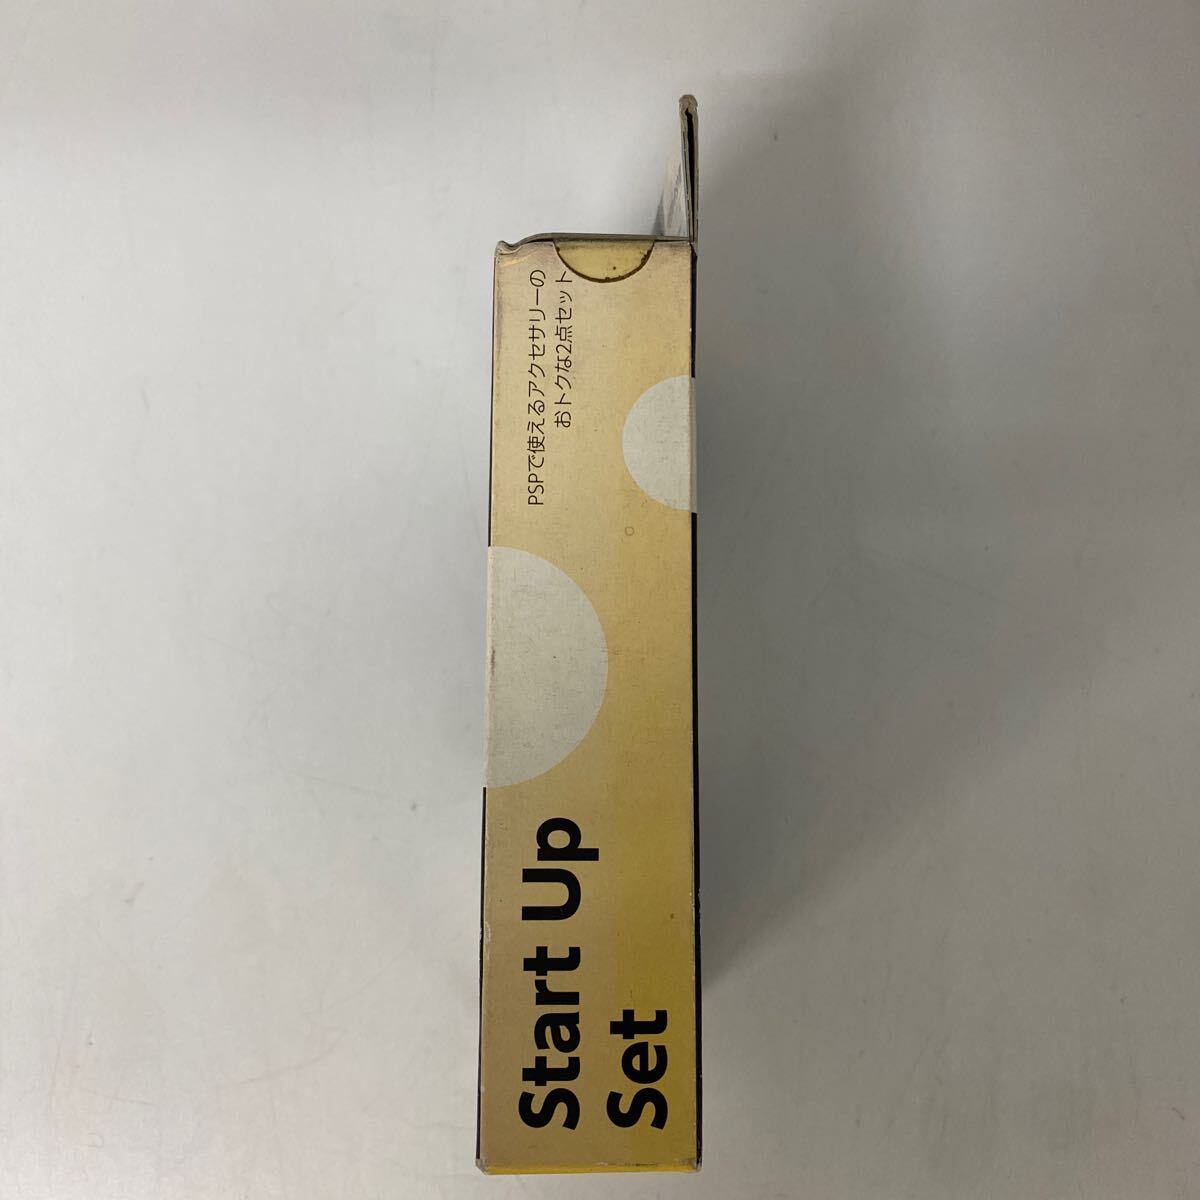 Start Up
Set
PSPで使えるアクセサリーの
おトクな2点セット